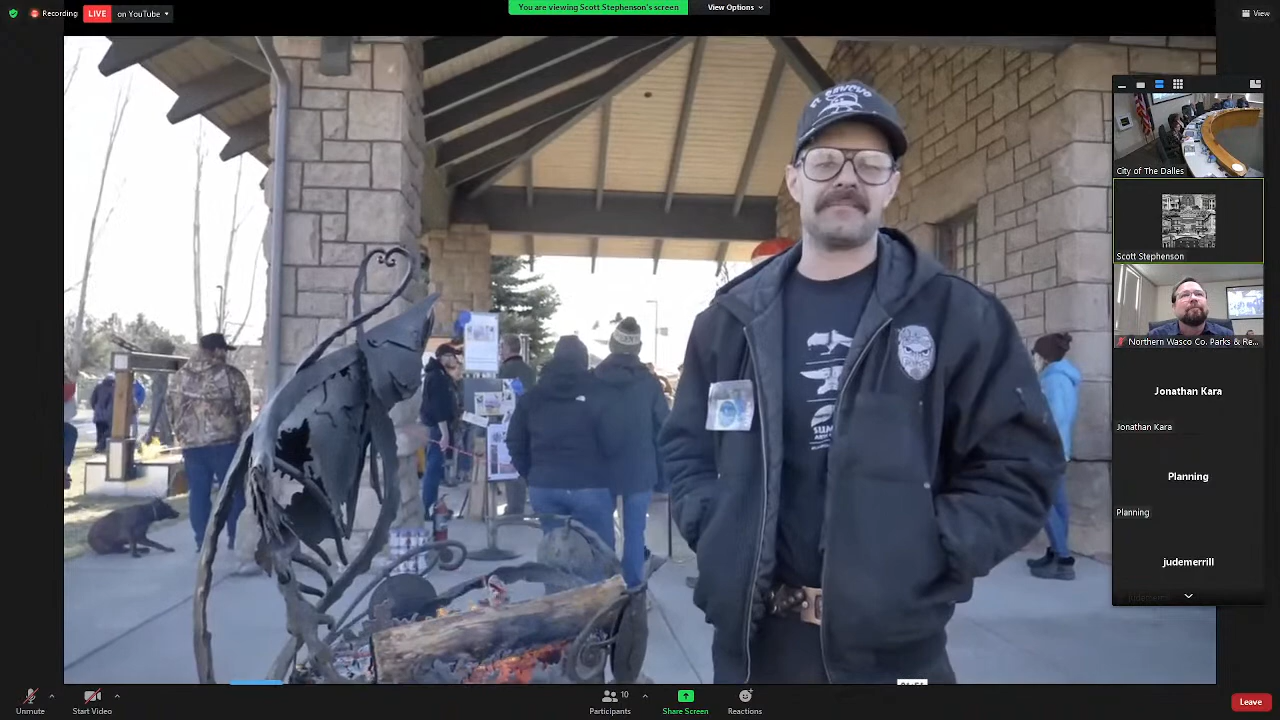 Recording
LIVE on YouTube
You are viewing Scott Stephenson's screen
View Options
View
City of The Dalles
Scott Stephenson
Northern Wasco Co. Parks & Re...
Jonathan Kara
Jonathan Kara
Planning
Planning
judemerrill
Unmute
Start Video
10
Participants
Share Screen
Reactions
Leave